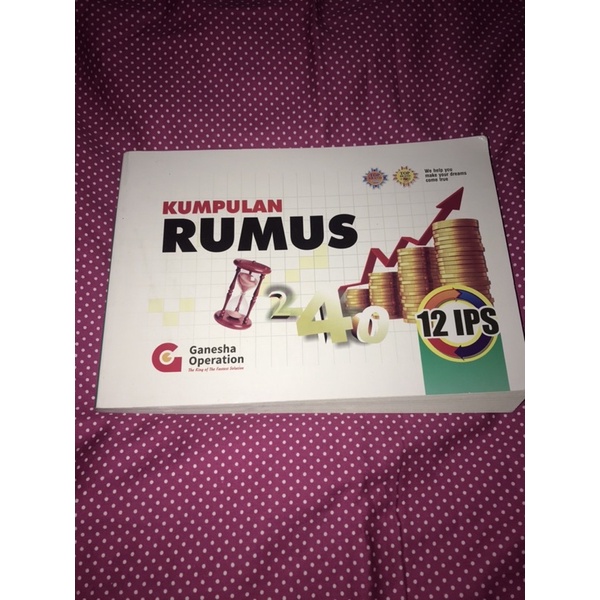 We help you
make your dreams
come true
KUMPULAN
RUMUS
240
12 IPS
Ganesha
Operation
The King of The Fastest Solution